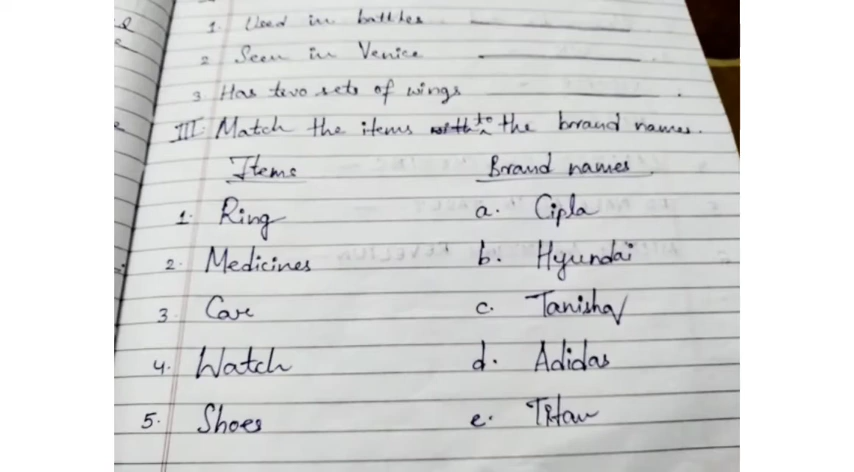 1. Used in battles
2 Seen in Venice
3 Has two sets of wings
III. Match the items to the brand names.
Items Brand names
1. Ring a. Cipla
2. Medicines b. Hyundai
3 Car c. Tanishq
4. Watch d. Adidas
5. Shoes e. Titan